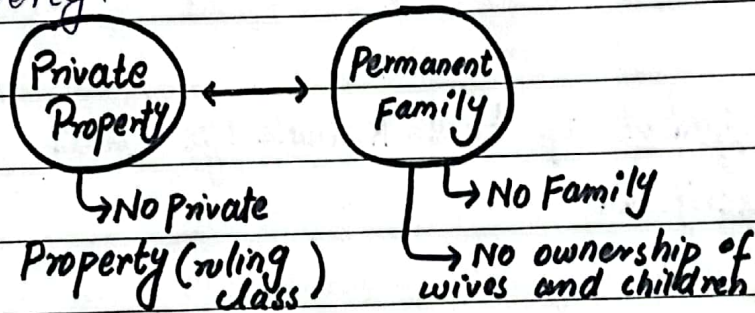 Private
Property
Permanent
Family
No Private
Property (ruling
class)
No Family
No ownership of
wives and children